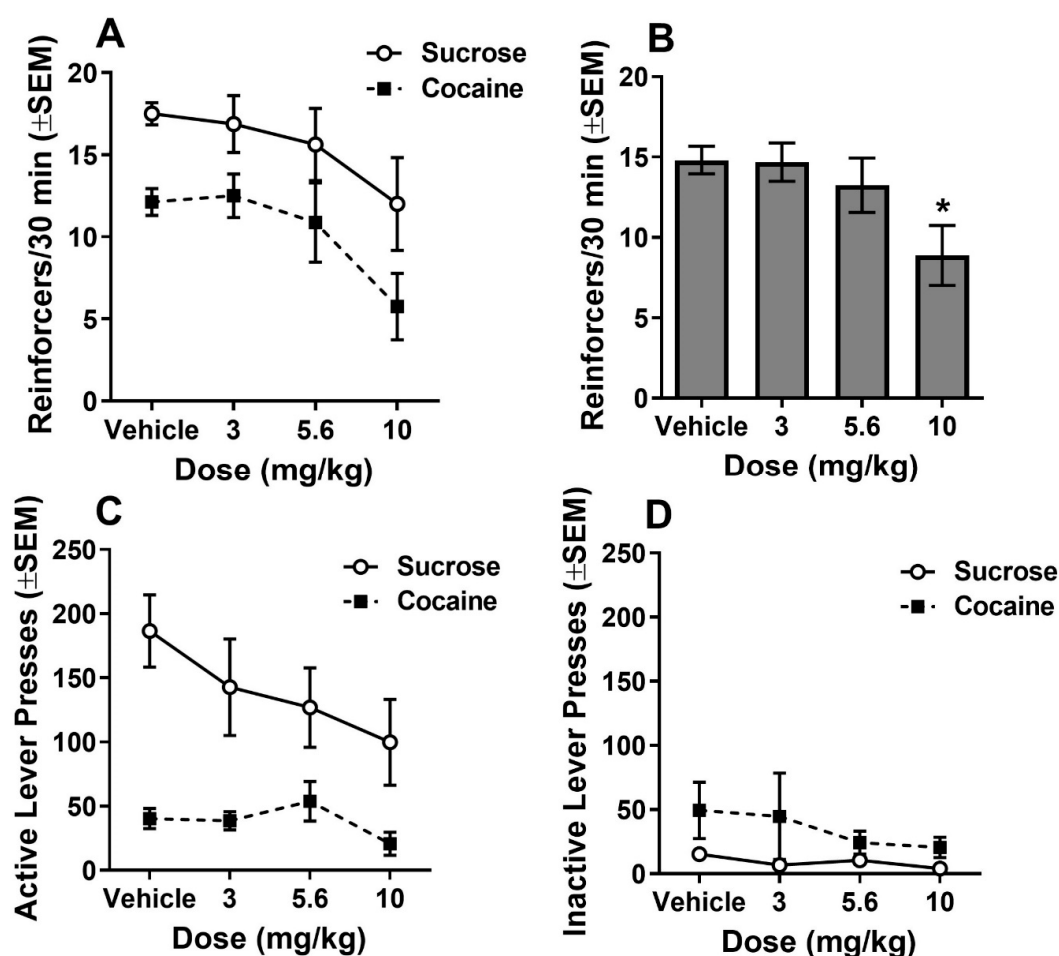 A
Sucrose
Cocaine
Reinforcers/30 min (±SEM)
20
15
10
5
0
Vehicle 3 5.6 10
Dose (mg/kg)
B
Reinforcers/30 min (±SEM)
20
15
10
5
0
*
Vehicle 3 5.6 10
Dose (mg/kg)
C
Sucrose
Cocaine
Active Lever Presses (±SEM)
250
200
150
100
50
0
Vehicle 3 5.6 10
Dose (mg/kg)
D
Sucrose
Cocaine
Inactive Lever Presses (±SEM)
250
200
150
100
50
0
Vehicle 3 5.6 10
Dose (mg/kg)